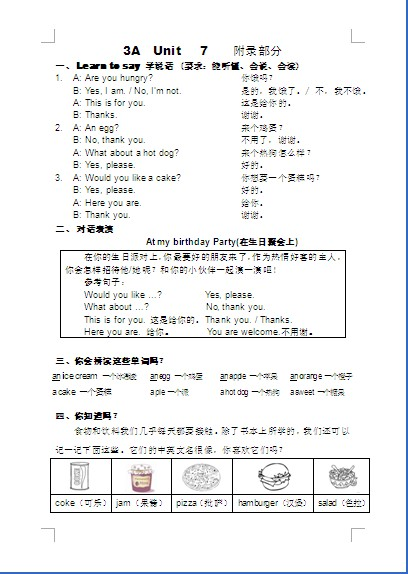 3A Unit 7 附录部分
一、Learn to say 学说话（要求：能听懂、会说、会读）
1. A: Are you hungry? 你饿吗？
B: Yes, I am. / No, I'm not. 是的，我饿了。/ 不，我不饿。
A: This is for you. 这是给你的。
B: Thanks. 谢谢。
2. A: An egg? 来个鸡蛋？
B: No, thank you. 不用了，谢谢。
A: What about a hot dog? 来个热狗怎么样？
B: Yes, please. 好的。
3. A: Would you like a cake? 你想要一个蛋糕吗？
B: Yes, please. 好的。
A: Here you are. 给你。
B: Thank you. 谢谢。
二、对话表演
At my birthday Party(在生日聚会上)
在你的生日派对上，你最要好的朋友来了，作为热情好客的主人，
你会怎样招待他/她呢？和你的小伙伴一起演一演吧！
参考句子：
Would you like …? Yes, please.
What about …? No, thank you.
This is for you. 这是给你的。 Thank you. / Thanks.
Here you are. 给你。 You are welcome.不用谢。
三、你会拼读这些单词吗？
an ice cream 一个冰淇淋 an egg 一个鸡蛋 an apple 一个苹果 an orange 一个橙子
a cake 一个蛋糕 a pie 一个派 a hot dog 一个热狗 a sweet 一个糖果
四、你知道吗？
食物和饮料我们几乎每天都要接触。除了书本上所学的，我们还可以
记一记下面这些。它们的中英文名很像，你喜欢它们吗？
coke（可乐） jam（果酱） pizza（批萨） hamburger（汉堡） salad（色拉）